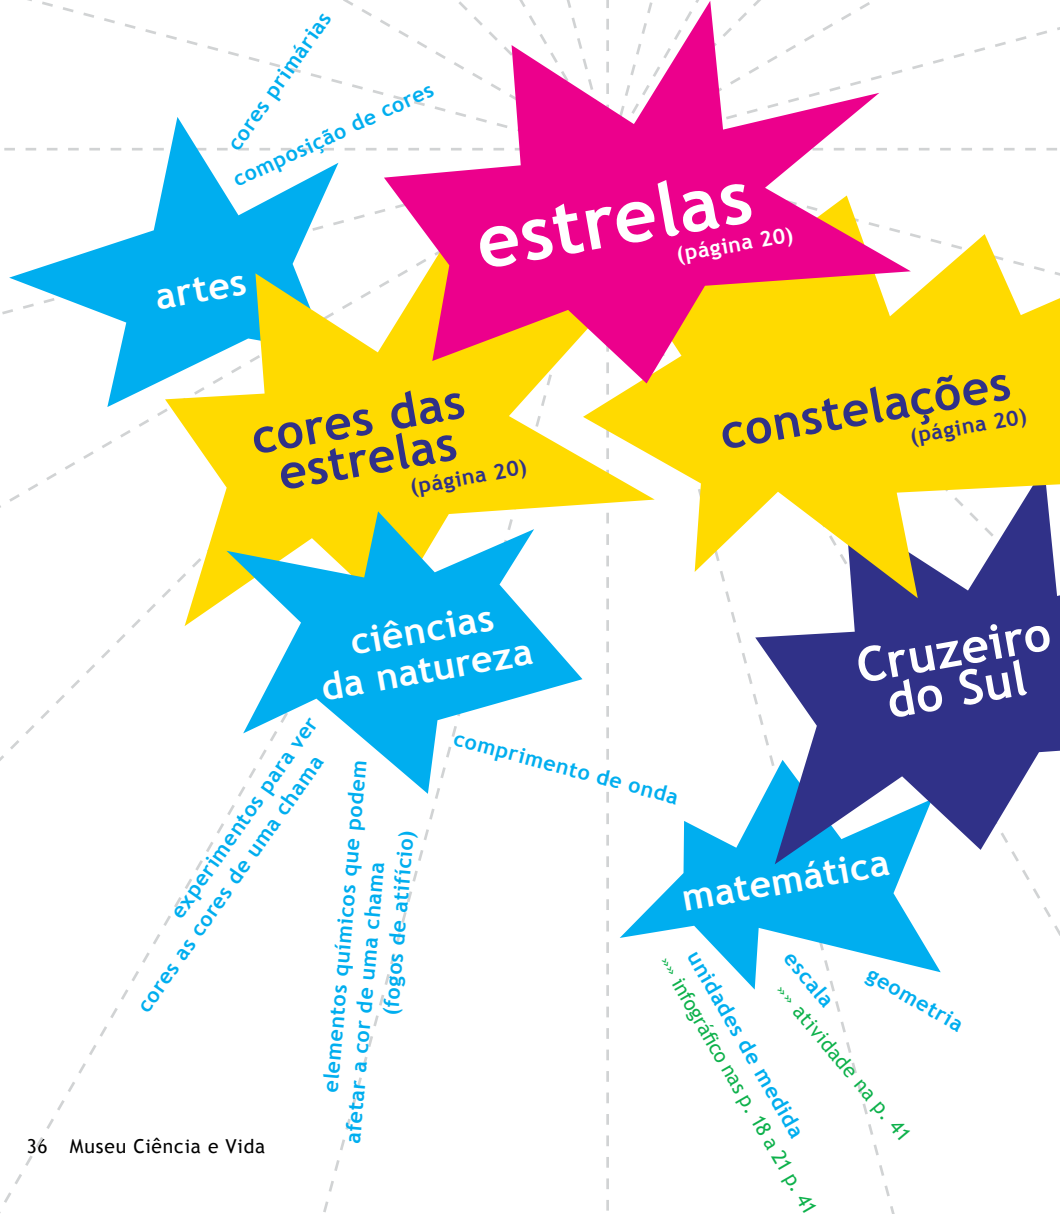 cores primárias
composição de cores
estrelas
(página 20)
artes
cores das
estrelas
(página 20)
constelações
(página 20)
ciências
da natureza
Cruzeiro
do Sul
comprimento de onda
experimentos para ver
cores as cores de uma chama
elementos químicos que podem
afetar a cor de uma chama
(fogos de atifício)
matemática
unidades de medida
»» infográfico nas p. 18 a 21 p. 41
escala
»» atividade na p. 41
geometria
36 Museu Ciência e Vida